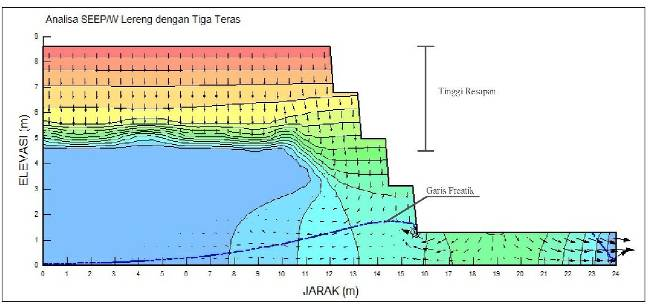 Analisa SEEP/W Lereng dengan Tiga Teras
9
8
7
6
5
4
3
2
1
0
ELEVASI (m)
Tinggi Resapan
Garis Freatik
0 1 2 3 4 5 6 7 8 9 10 11 12 13 14 15 16 17 18 19 20 21 22 23 24
JARAK (m)